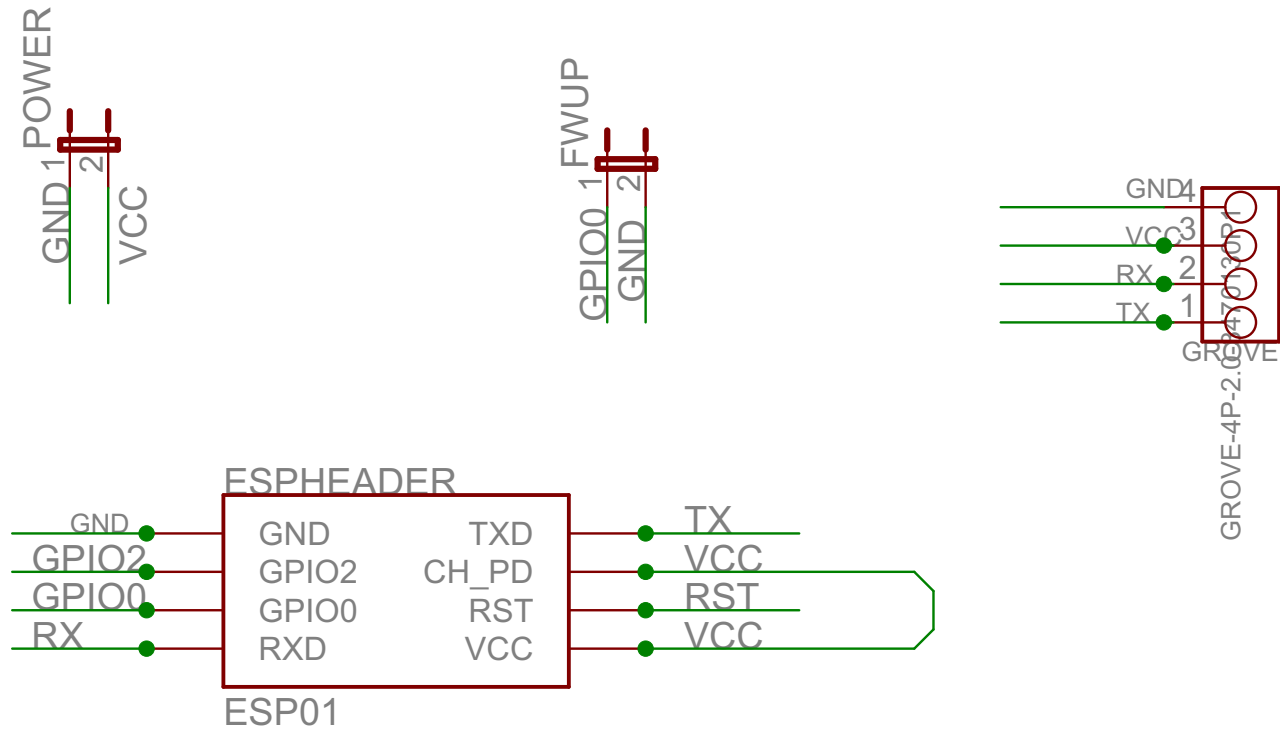 POWER
1
2
GND
VCC
FWUP
1
2
GPIO0
GND
GND
4
VCC
3
RX
2
TX
1
GROVE
GROVE-4P-2.0-3470130P1
ESPHEADER
GND
GND
TXD
TX
GPIO2
GPIO2
CH_PD
VCC
GPIO0
GPIO0
RST
RST
RX
RXD
VCC
VCC
ESP01